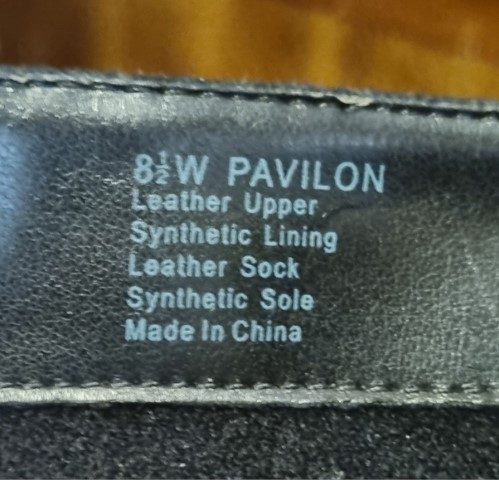 8½W PAVILON
Leather Upper
Synthetic Lining
Leather Sock
Synthetic Sole
Made In China